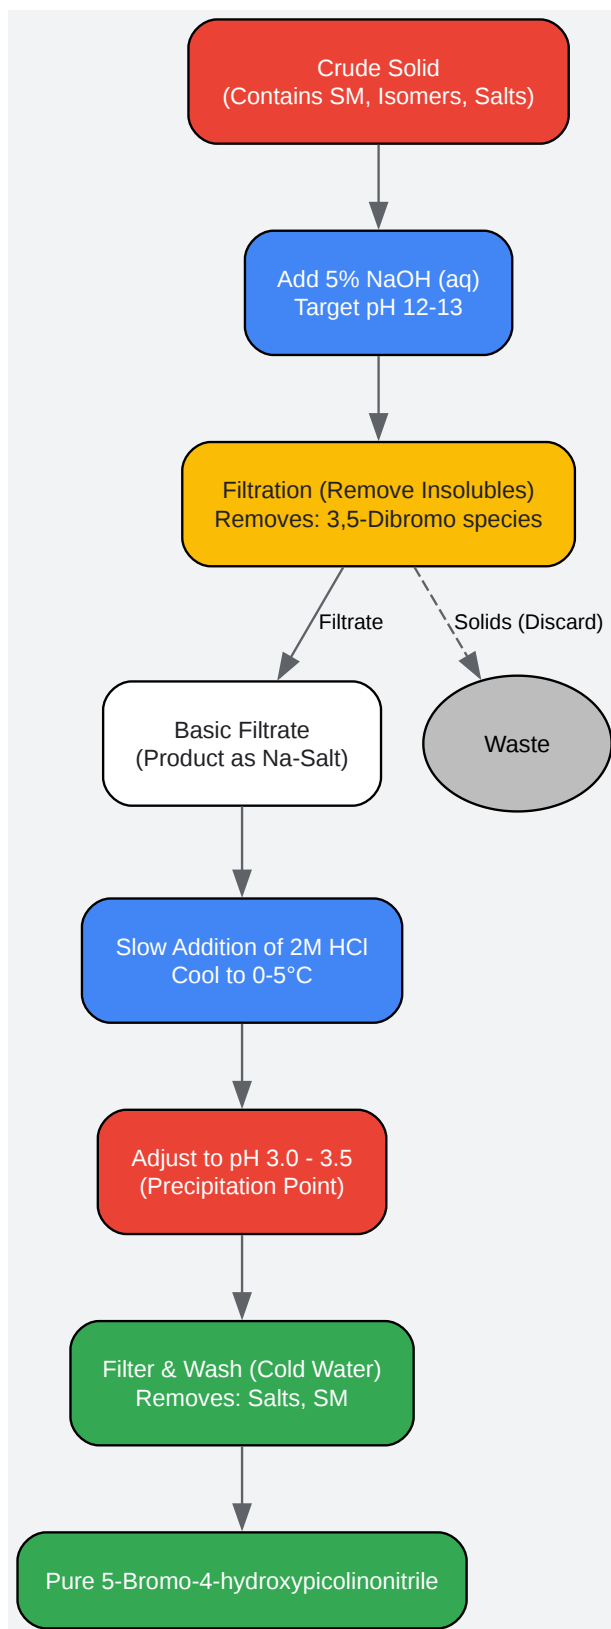 Crude Solid
(Contains SM, Isomers, Salts)
Add 5% NaOH (aq)
Target pH 12-13
Filtration (Remove Insolubles)
Removes: 3,5-Dibromo species
Filtrate
Solids (Discard)
Basic Filtrate
(Product as Na-Salt)
Waste
Slow Addition of 2M HCl
Cool to 0-5°C
Adjust to pH 3.0 - 3.5
(Precipitation Point)
Filter & Wash (Cold Water)
Removes: Salts, SM
Pure 5-Bromo-4-hydroxypicolinonitrile